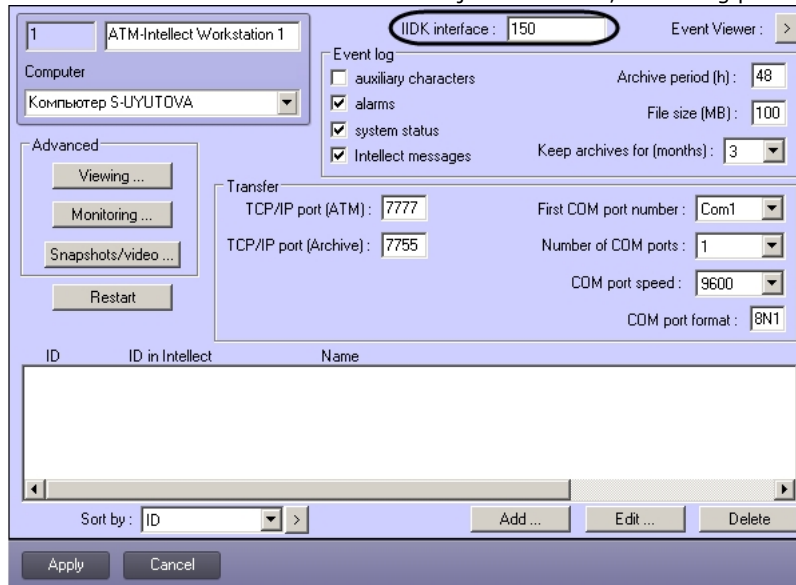 1 ATM-Intellect Workstation 1
IIDK interface : 150
Event Viewer : >
Computer
Компьютер S-UYUTOVA
Event log
auxiliary characters
alarms
system status
Intellect messages
Archive period (h) : 48
File size (MB) : 100
Keep archives for (months) : 3
Advanced
Viewing ...
Monitoring ...
Snapshots/video ...
Restart
Transfer
TCP/IP port (ATM) : 7777
TCP/IP port (Archive) : 7755
First COM port number : Com1
Number of COM ports : 1
COM port speed : 9600
COM port format : 8N1
ID ID in Intellect Name
Sort by : ID >
Add ... Edit ... Delete
Apply Cancel